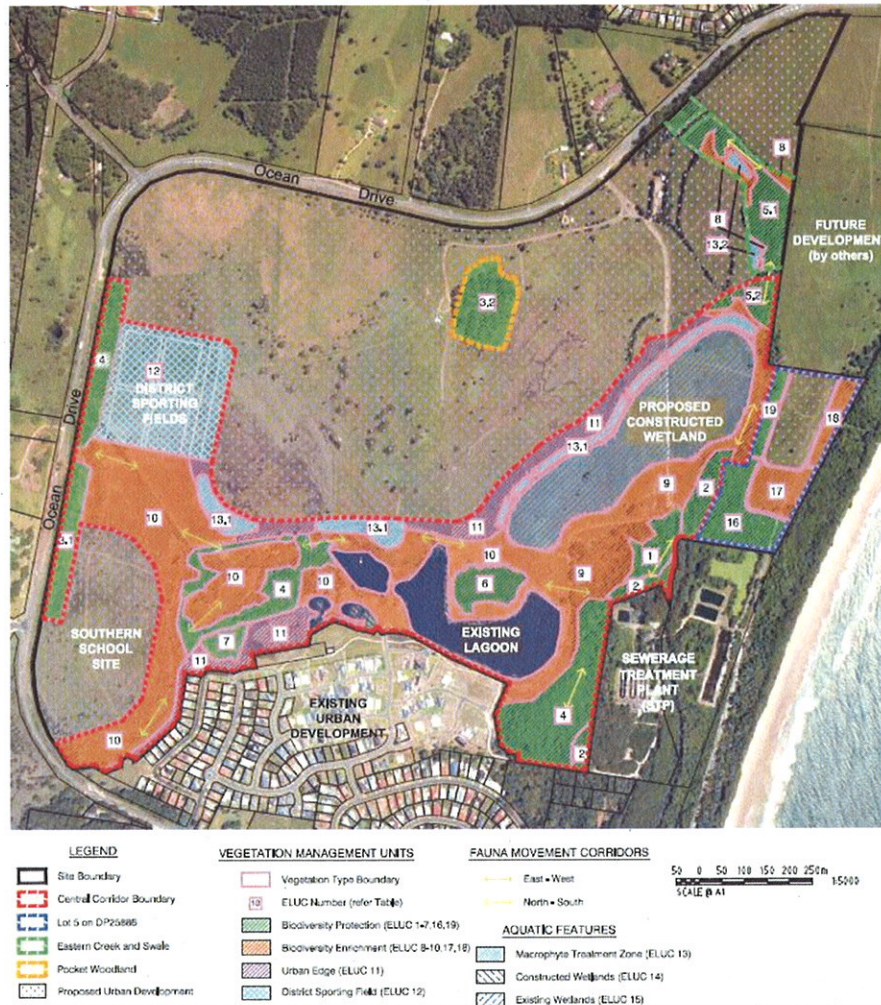 Ocean
Drive
8
5.1
FUTURE
DEVELOPMENT
(by others)
8
13.2
3.2
5.2
4
12
DISTRICT
SPORTING
FIELDS
Drive
Ocean
11
PROPOSED
CONSTRUCTED
WETLAND
13.1
19
18
17
16
2
9
10
13.1
13.1
11
10
3.1
1
10
4
10
6
9
2
7
11
11
SOUTHERN
SCHOOL
SITE
EXISTING
LAGOON
SEWERAGE
TREATMENT
PLANT
(STP)
EXISTING
URBAN
DEVELOPMENT
4
10
2
LEGEND
Site Boundary
Central Corridor Boundary
Lot 5 on DP25886
Eastern Creek and Swale
Pocket Woodland
Proposed Urban Development
VEGETATION MANAGEMENT UNITS
Vegetation Type Boundary
12 ELUC Number (refer Table)
Biodiversity Protection (ELUC 1-7,16,19)
Biodiversity Enrichment (ELUC 8-10,17,18)
Urban Edge (ELUC 11)
District Sporting Field (ELUC 12)
FAUNA MOVEMENT CORRIDORS
East - West
North - South
AQUATIC FEATURES
Macrophyte Treatment Zone (ELUC 13)
Constructed Wetlands (ELUC 14)
Existing Wetlands (ELUC 15)
50 0 50 100 150 200 250m
SCALE @ A1
1:5000